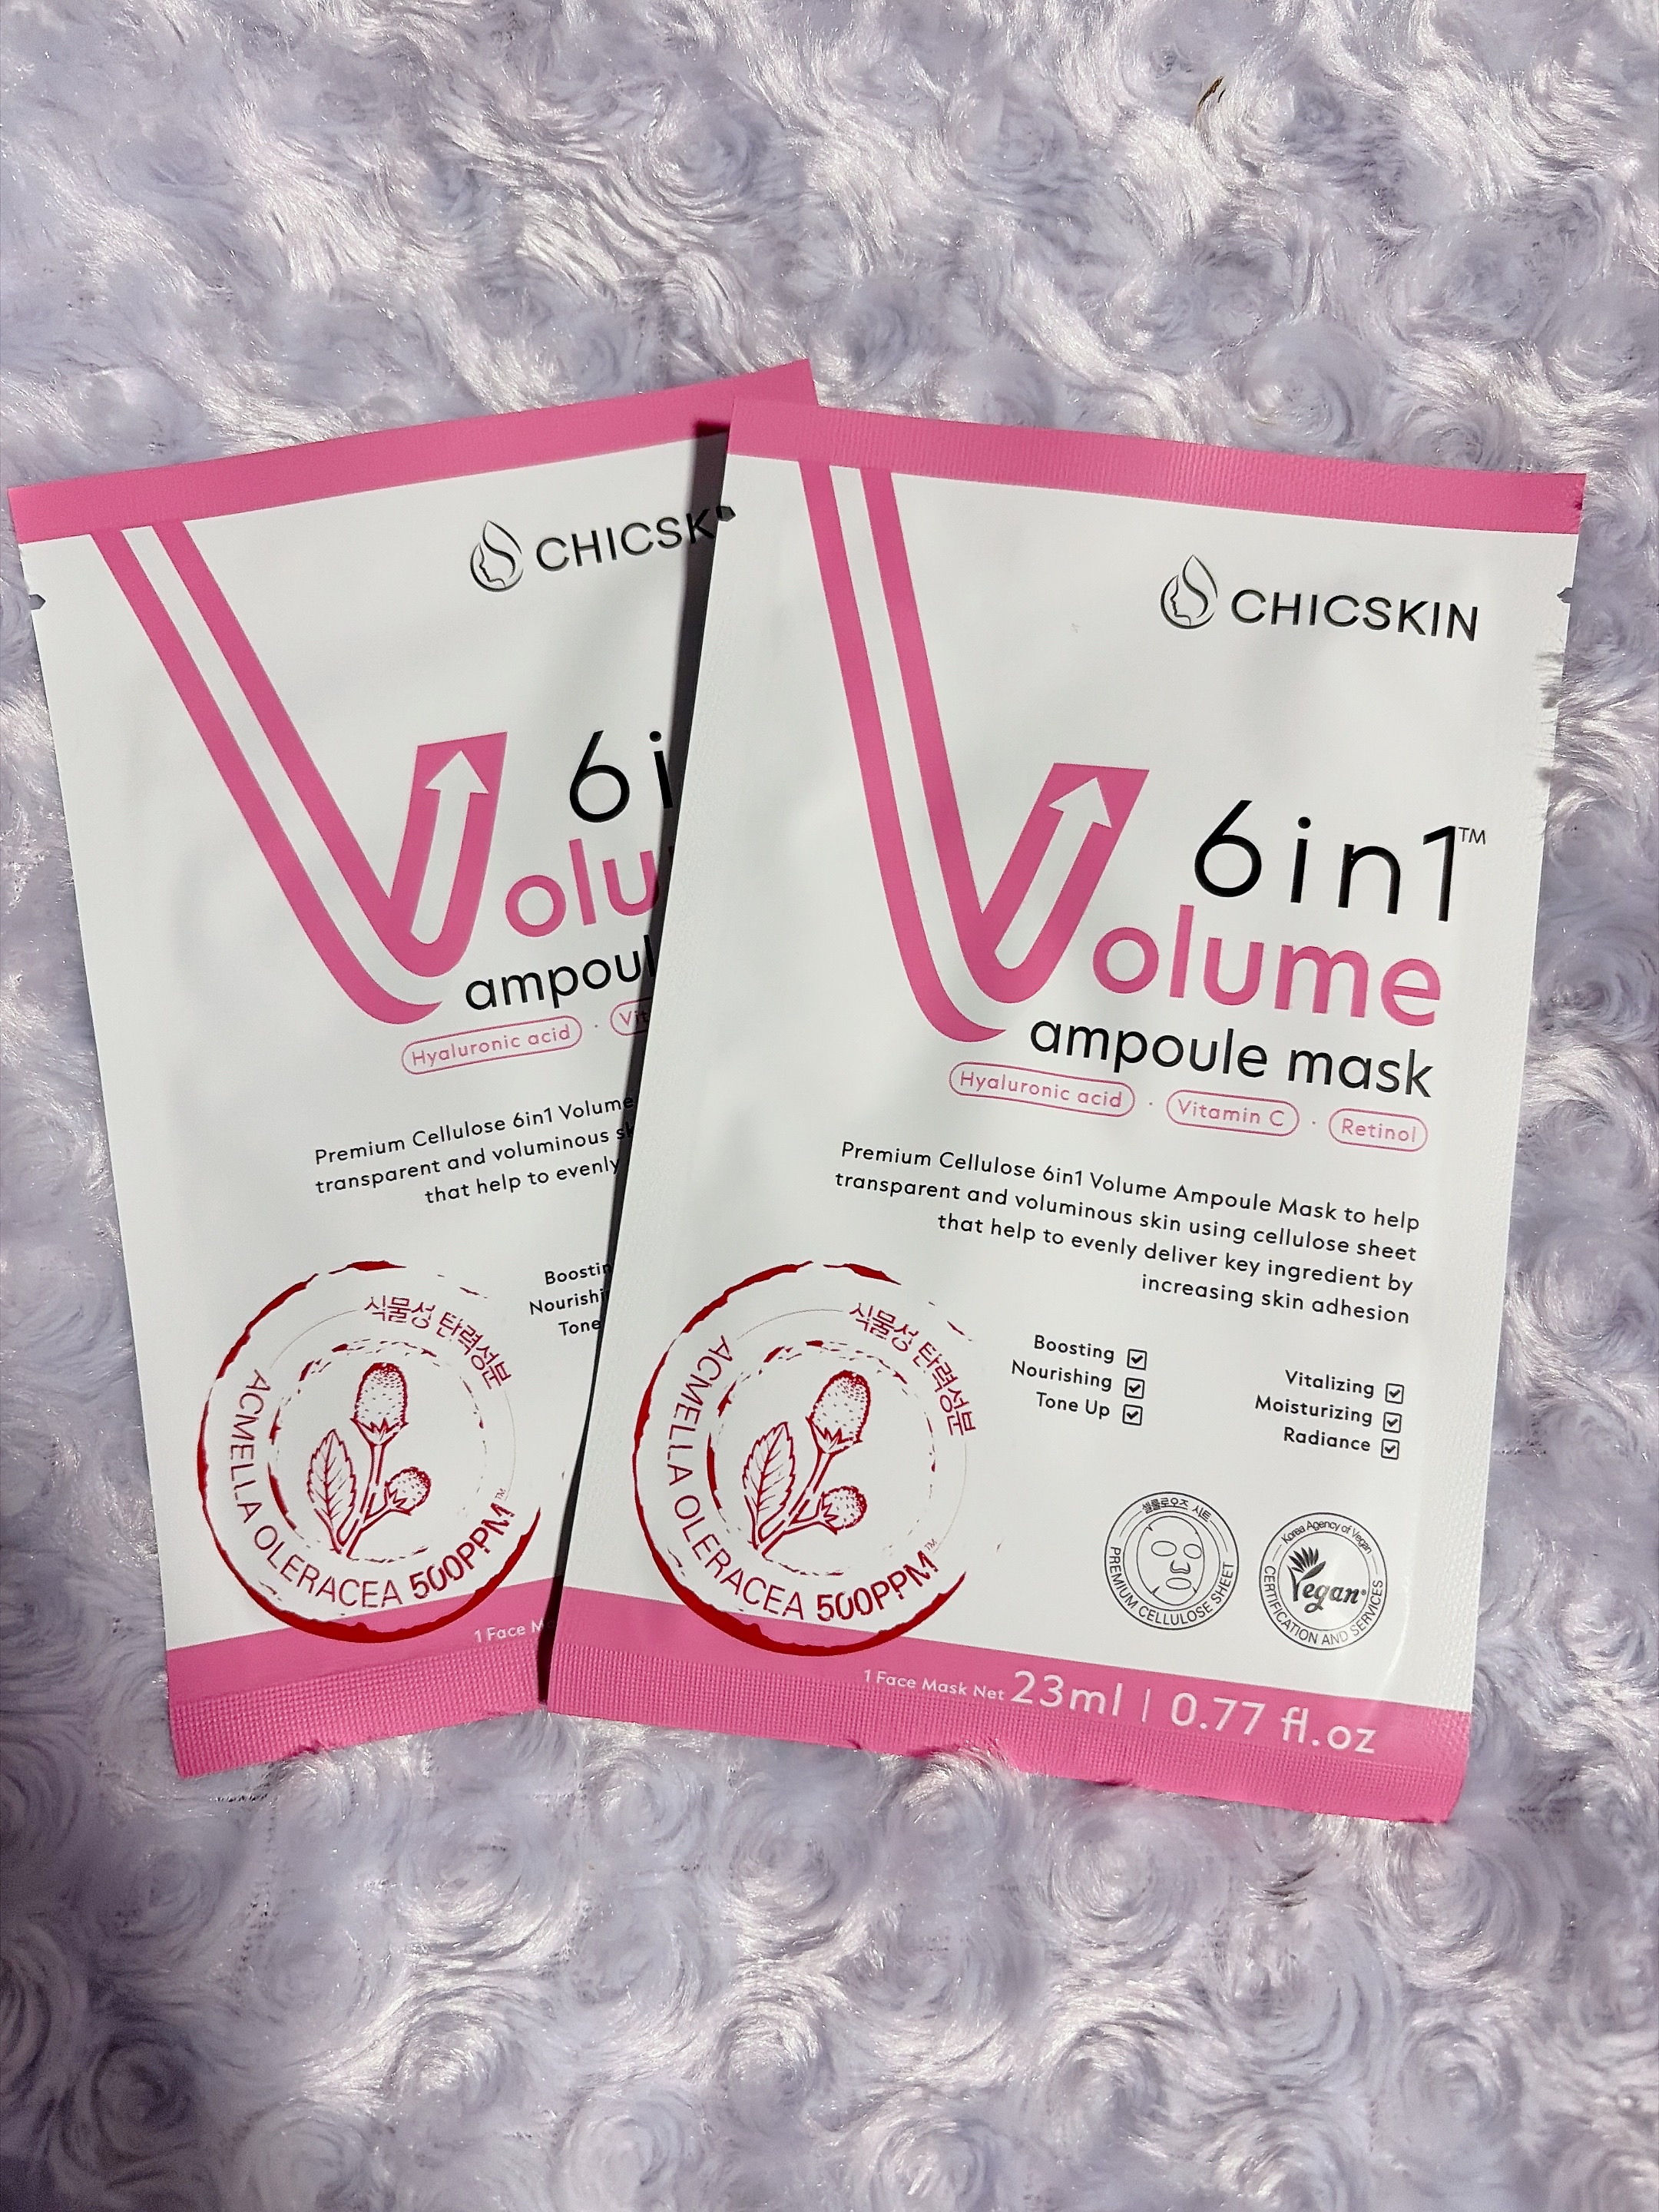 CHICSK
6i
Volu
ampoul
Hyaluronic acid · Vit
Premium Cellulose 6in1 Volume
transparent and voluminous sk
that help to evenly
Boostin
Nourishi
Tone
식물성 탄력성분
ACMELLA OLERACEA 500PPM™
1 Face M
CHICSKIN
6in1™
Volume
ampoule mask
Hyaluronic acid · Vitamin C · Retinol
Premium Cellulose 6in1 Volume Ampoule Mask to help
transparent and voluminous skin using cellulose sheet
that help to evenly deliver key ingredient by
increasing skin adhesion
Boosting
Nourishing
Tone Up
Vitalizing
Moisturizing
Radiance
식물성 탄력성분
ACMELLA OLERACEA 500PPM™
셀룰로오즈 시트
PREMIUM CELLULOSE SHEET
Korea Agency of Vegan
Vegan®
CERTIFICATION AND SERVICES
1 Face Mask Net 23ml | 0.77 fl.oz